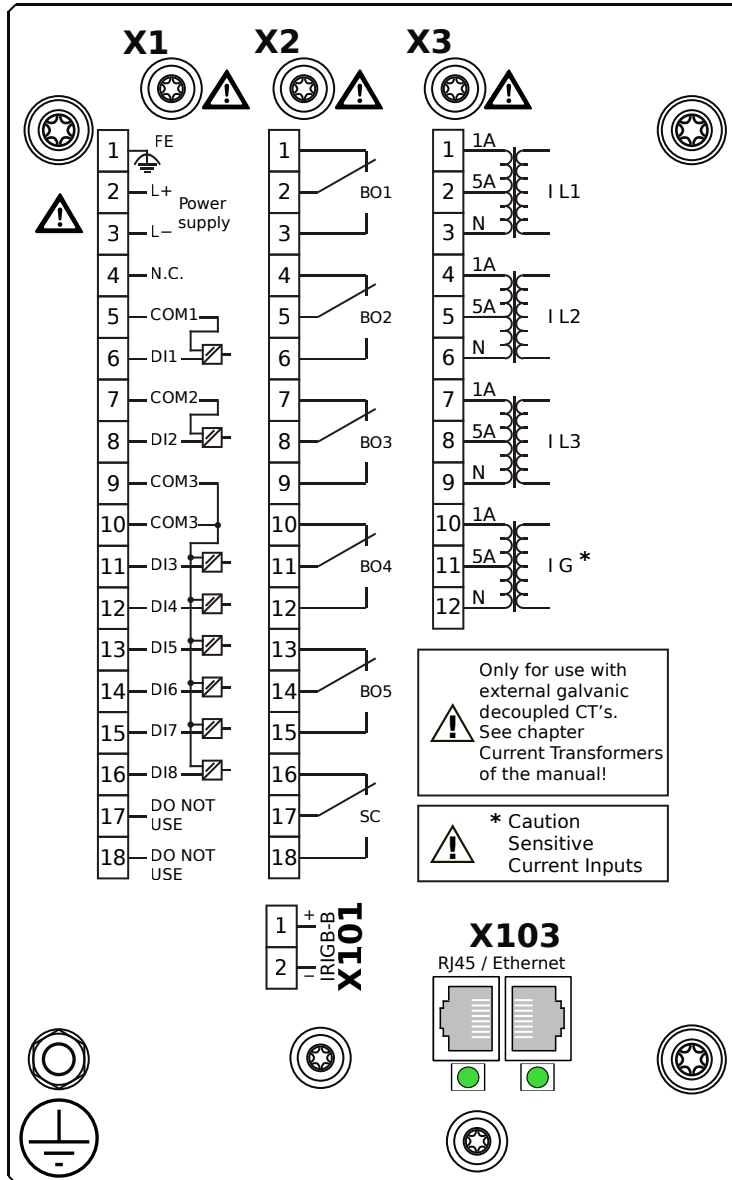 X1
X2
X3
1 FE
2 L+
Power
supply
3 L−
4 N.C.
5 COM1
6 DI1
7 COM2
8 DI2
9 COM3
10 COM3
11 DI3
12 DI4
13 DI5
14 DI6
15 DI7
16 DI8
17 DO NOT
USE
18 DO NOT
USE
1
2 BO1
3
4
5 BO2
6
7
8 BO3
9
10
11 BO4
12
13
14 BO5
15
16
17 SC
18
1 1A
2 5A I L1
3 N
4 1A
5 5A I L2
6 N
7 1A
8 5A I L3
9 N
10 1A
11 5A I G *
12 N
! Only for use with
external galvanic
decoupled CT's.
See chapter
Current Transformers
of the manual!
! * Caution
Sensitive
Current Inputs
1 +
2 −
IRIGB-B
X101
X103
RJ45 / Ethernet